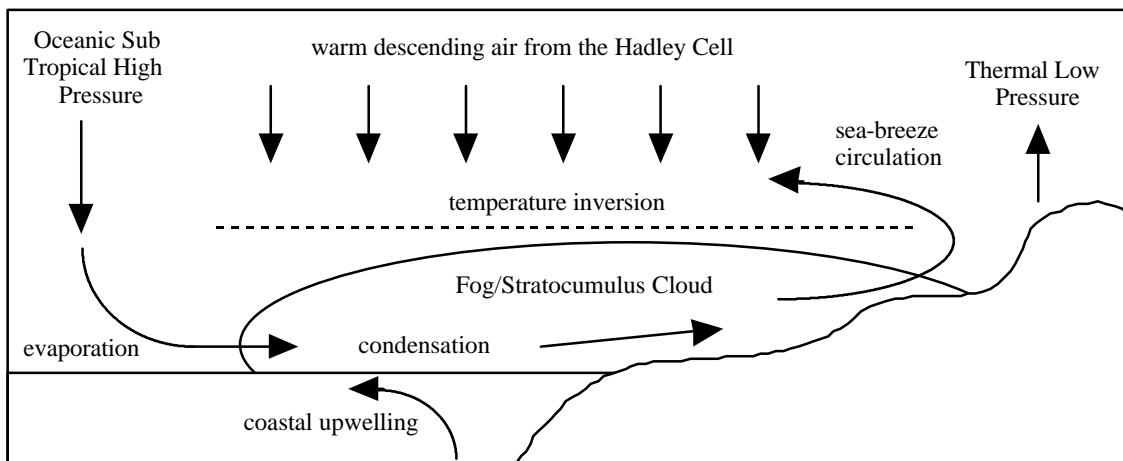 Oceanic Sub
Tropical High
Pressure
warm descending air from the Hadley Cell
Thermal Low
Pressure
sea-breeze
circulation
temperature inversion
Fog/Stratocumulus Cloud
evaporation
condensation
coastal upwelling